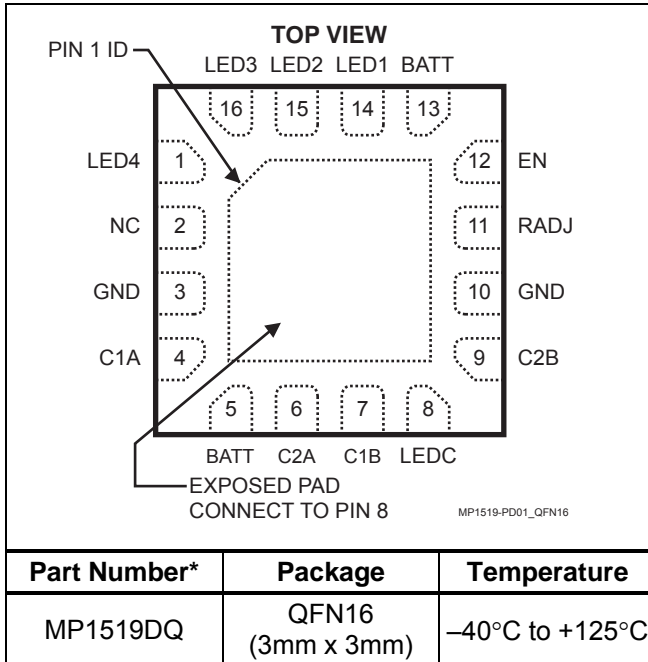 TOP VIEW
PIN 1 ID
LED3 LED2 LED1 BATT
16 15 14 13
LED4 1 12 EN
NC 2 11 RADJ
GND 3 10 GND
C1A 4 9 C2B
5 6 7 8
BATT C2A C1B LEDC
EXPOSED PAD
CONNECT TO PIN 8
MP1519-PD01_QFN16
Part Number* Package Temperature
MP1519DQ QFN16 (3mm x 3mm) –40°C to +125°C